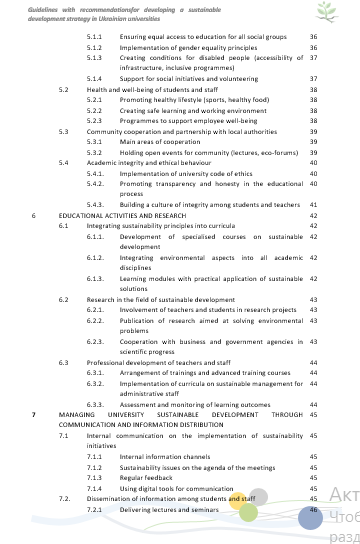 Guidelines with recommendationsfor developing a sustainable
development strategy in Ukrainian universities
5.1.1 Ensuring equal access to education for all social groups 36
5.1.2 Implementation of gender equality principles 36
5.1.3 Creating conditions for disabled people (accessibility of 37
infrastructure, inclusive programmes)
5.1.4 Support for social initiatives and volunteering 37
5.2 Health and well-being of students and staff 38
5.2.1 Promoting healthy lifestyle (sports, healthy food) 38
5.2.2 Creating safe learning and working environment 38
5.2.3 Programmes to support employee well-being 38
5.3 Community cooperation and partnership with local authorities 39
5.3.1 Main areas of cooperation 39
5.3.2 Holding open events for community (lectures, eco-forums) 39
5.4 Academic integrity and ethical behaviour 40
5.4.1. Implementation of university code of ethics 40
5.4.2. Promoting transparency and honesty in the educational 40
process
5.4.3. Building a culture of integrity among students and teachers 41
6 EDUCATIONAL ACTIVITIES AND RESEARCH 42
6.1 Integrating sustainability principles into curricula 42
6.1.1. Development of specialised courses on sustainable 42
development
6.1.2. Integrating environmental aspects into all academic 42
disciplines
6.1.3. Learning modules with practical application of sustainable 42
solutions
6.2 Research in the field of sustainable development 43
6.2.1. Involvement of teachers and students in research projects 43
6.2.2. Publication of research aimed at solving environmental 43
problems
6.2.3. Cooperation with business and government agencies in 43
scientific progress
6.3 Professional development of teachers and staff 44
6.3.1. Arrangement of trainings and advanced training courses 44
6.3.2. Implementation of curricula on sustainable management for 44
administrative staff
6.3.3. Assessment and monitoring of learning outcomes 44
7 MANAGING UNIVERSITY SUSTAINABLE DEVELOPMENT THROUGH 45
COMMUNICATION AND INFORMATION DISTRIBUTION
7.1 Internal communication on the implementation of sustainability 45
initiatives
7.1.1 Internal information channels 45
7.1.2 Sustainability issues on the agenda of the meetings 45
7.1.3 Regular feedback 45
7.1.4 Using digital tools for communication 45
7.2. Dissemination of information among students and staff 45
7.2.1 Delivering lectures and seminars 46
Акт
Чтоб
разд